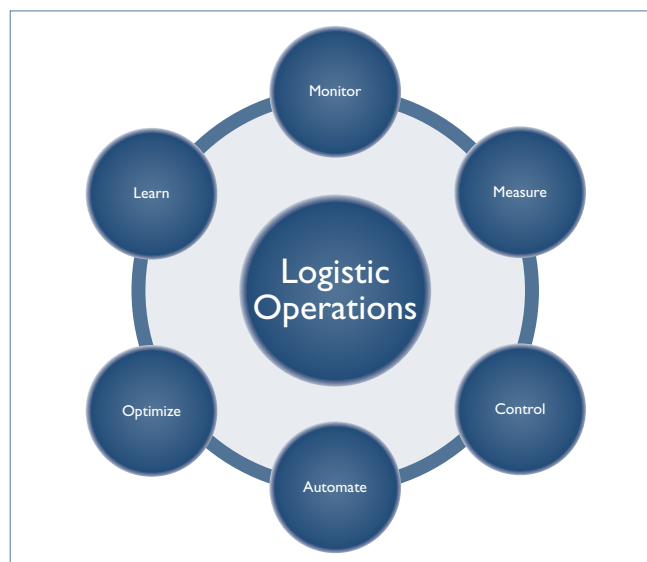 Monitor
Learn
Measure
Logistic
Operations
Optimize
Control
Automate